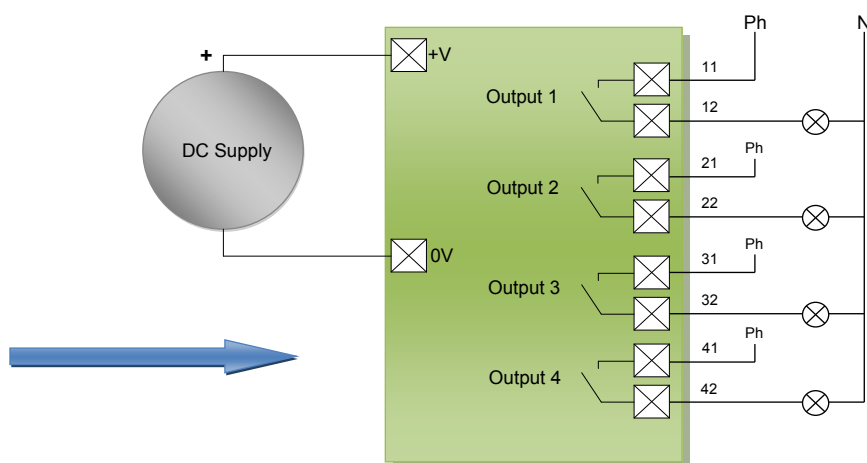 Ph
N
+
+V
11
Output 1
12
DC Supply
Ph
21
Output 2
22
Ph
0V
31
Output 3
32
Ph
41
Output 4
42